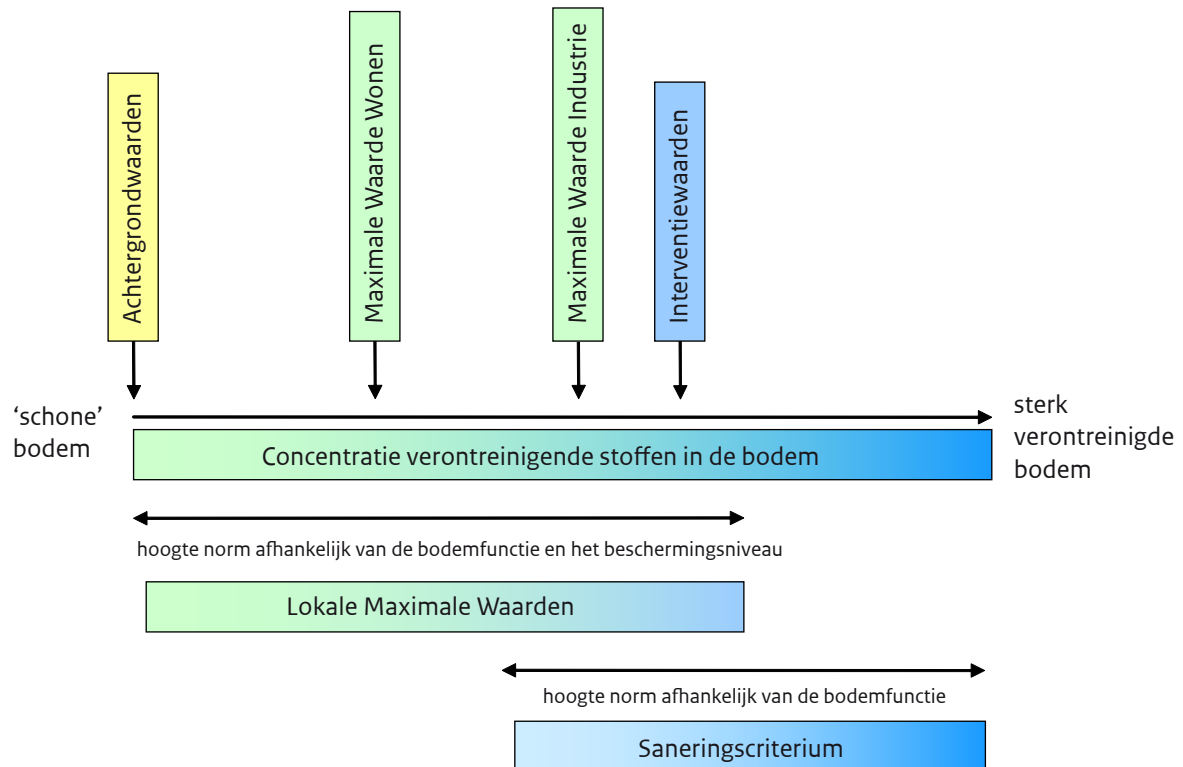 Achtergrondwaarden
Maximale Waarde Wonen
Maximale Waarde Industrie
Interventiewaarden
‘schone’
bodem
sterk
verontreinigde
bodem
Concentratie verontreinigende stoffen in de bodem
hoogte norm afhankelijk van de bodemfunctie en het beschermingsniveau
Lokale Maximale Waarden
hoogte norm afhankelijk van de bodemfunctie
Saneringscriterium